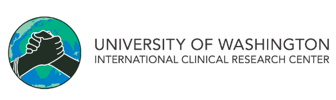 UNIVERSITY OF WASHINGTON
INTERNATIONAL CLINICAL RESEARCH CENTER